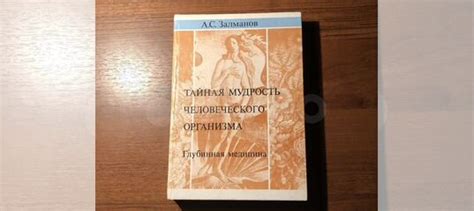 А.С. Залманов
ТАЙНАЯ МУДРОСТЬ
ЧЕЛОВЕЧЕСКОГО
ОРГАНИЗМА
Глубинная медицина